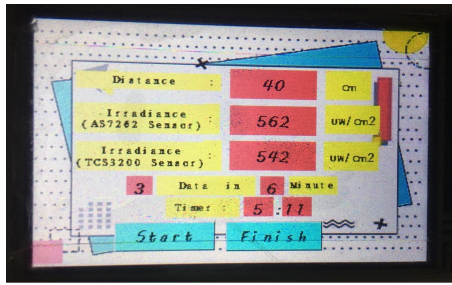 Distance : 40 cm
Irradiance
(AS7262 Sensor) : 562 uW/cm2
Irradiance
(TCS3200 Sensor) : 542 uW/cm2
3 Data in 6 Minute
Timer : 5 : 11
Start Finish